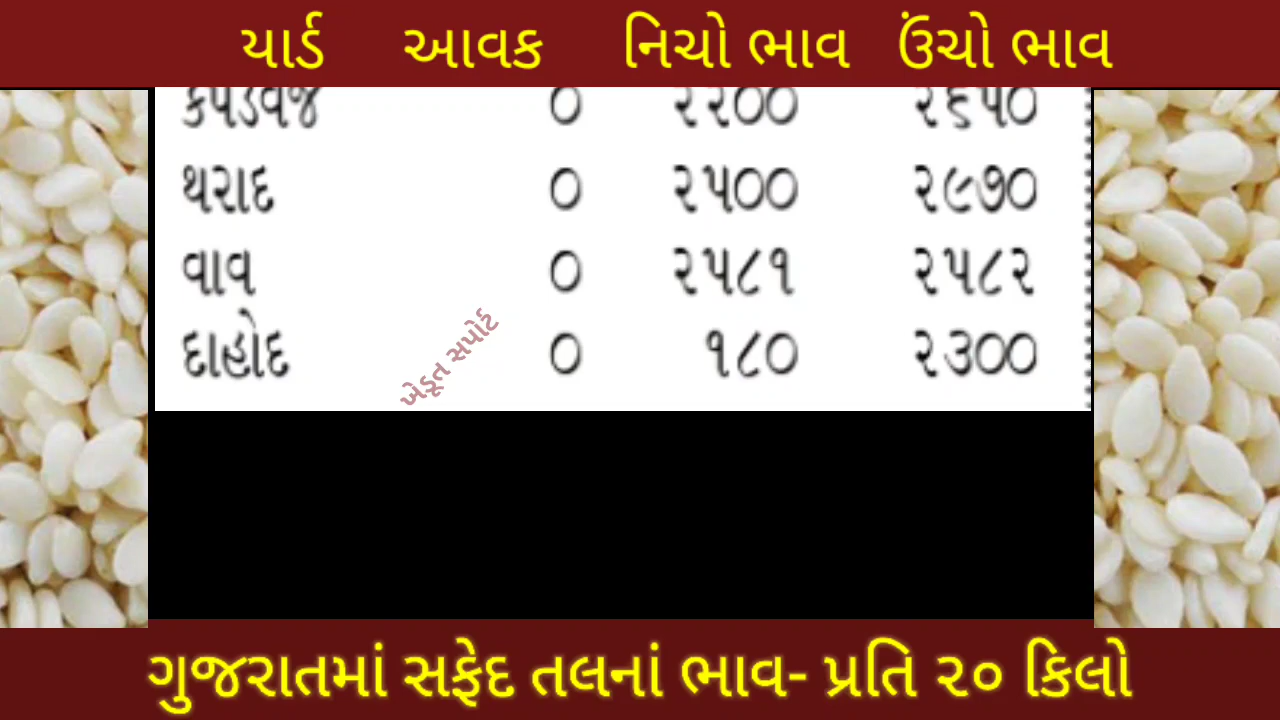 યાર્ડ આવક નિચો ભાવ ઉંચો ભાવ
કપડવંજ ૦ ૨૨૦૦ ૨૬૫૦
થરાદ ૦ ૨૫૦૦ ૨૯૭૦
વાવ ૦ ૨૫૮૧ ૨૫૮૨
દાહોદ ૦ ૧૮૦ ૨૩૦૦
ખેડૂત સપોર્ટ
ગુજરાતમાં સફેદ તલનાં ભાવ- પ્રતિ ૨૦ કિલો